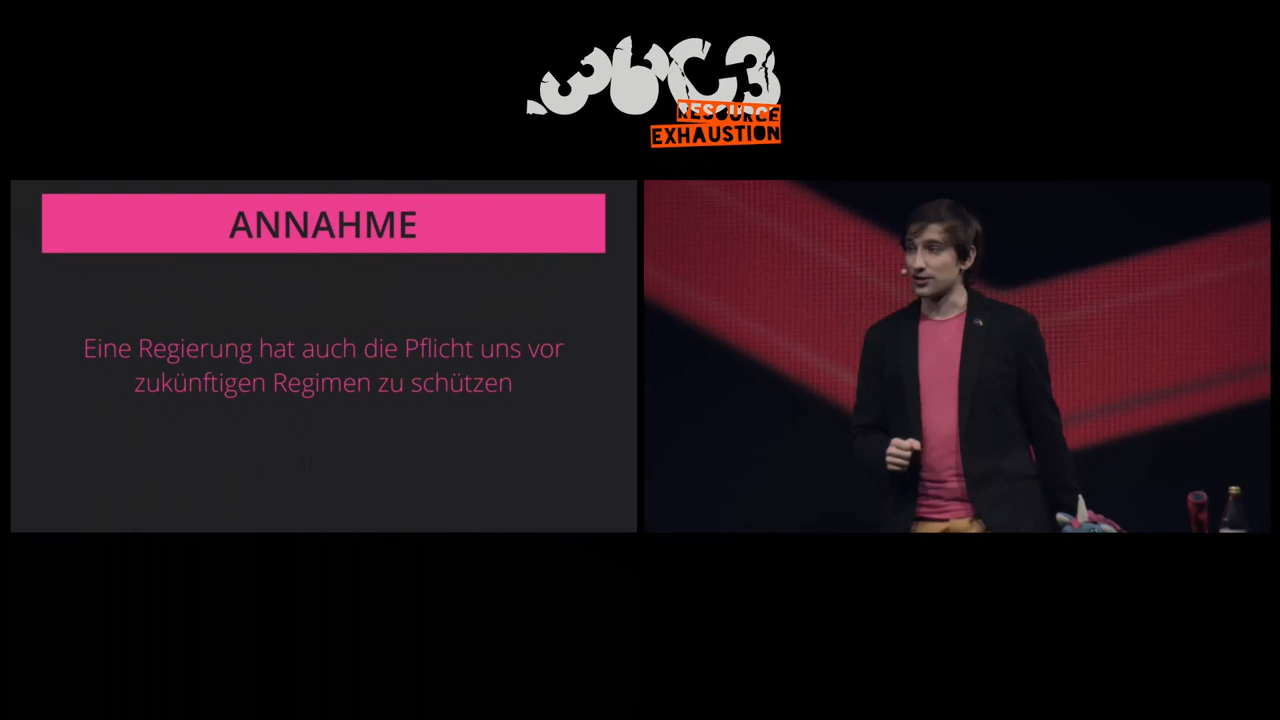 36C3
RESOURCE
EXHAUSTION
ANNAHME
Eine Regierung hat auch die Pflicht uns vor
zukünftigen Regimen zu schützen